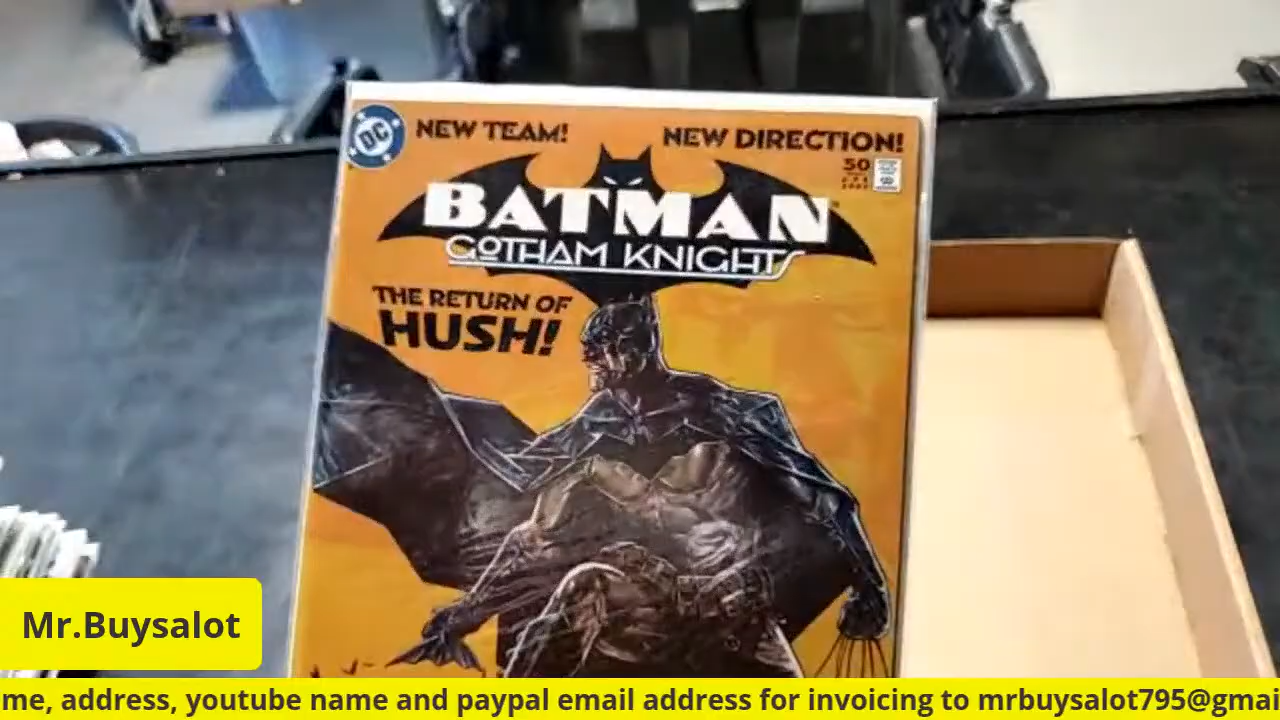 DC
NEW TEAM!
NEW DIRECTION!
50
BATMAN
GOTHAM KNIGHTS
THE RETURN OF
HUSH!
Mr.Buysalot
me, address, youtube name and paypal email address for invoicing to mrbuysalot795@gmai